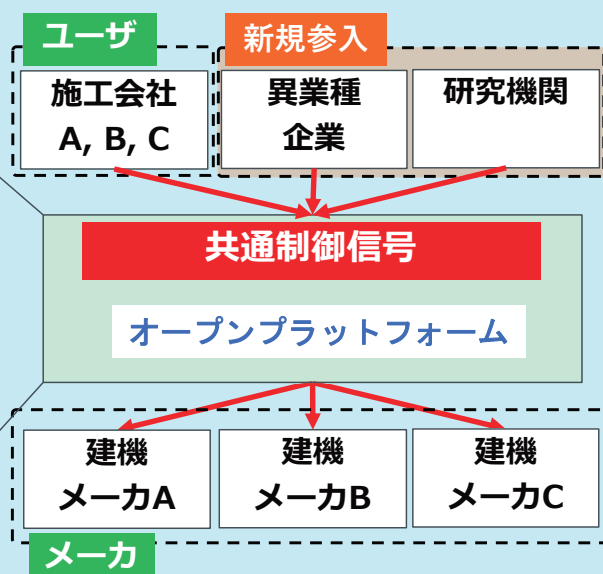 ユーザ
新規参入
施工会社
A, B, C
異業種
企業
研究機関
共通制御信号
オープンプラットフォーム
建機
メーカA
建機
メーカB
建機
メーカC
メーカ